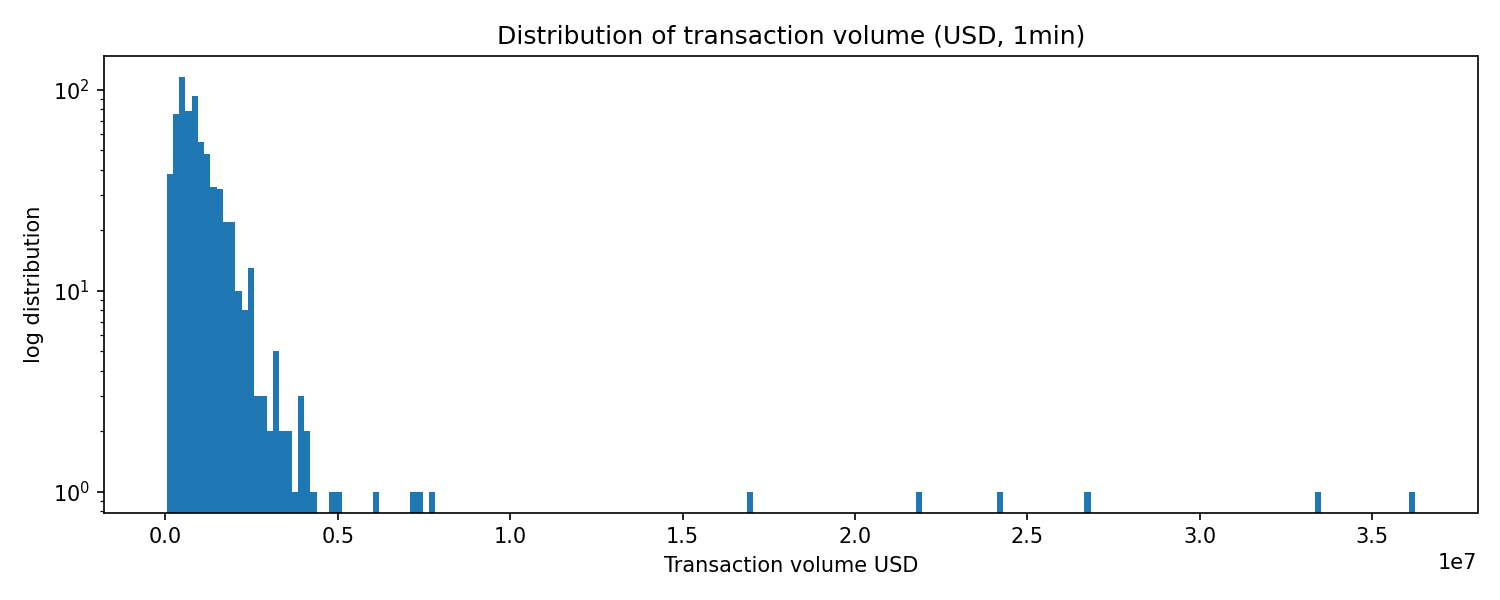 Distribution of transaction volume (USD, 1min)
10²
10¹
10⁰
log distribution
0.0 0.5 1.0 1.5 2.0 2.5 3.0 3.5
1e7
Transaction volume USD